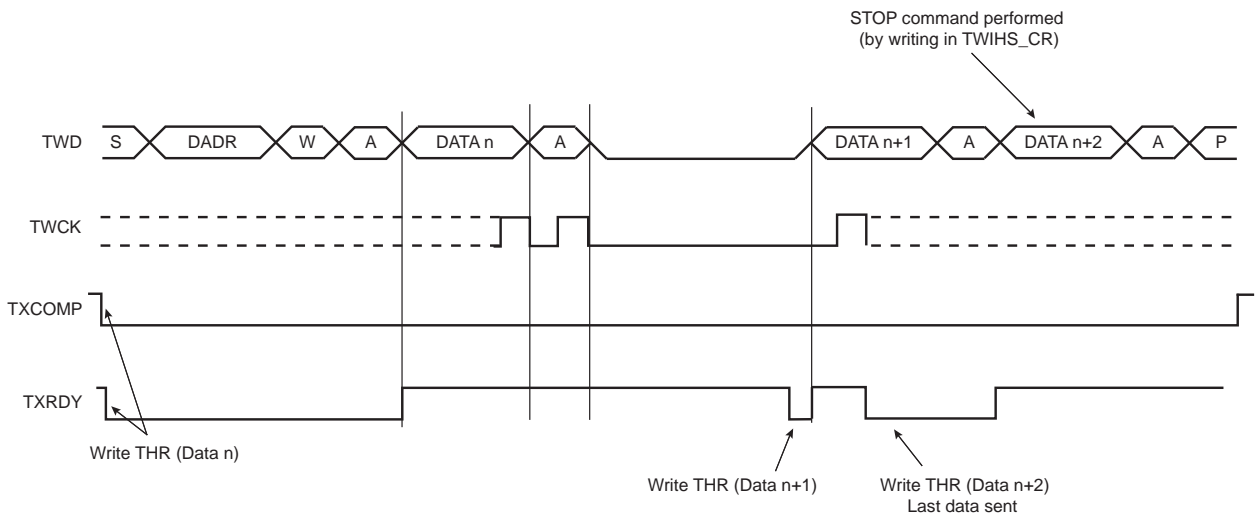 STOP command performed
(by writing in TWIHS_CR)
TWD S DADR W A DATA n A DATA n+1 A DATA n+2 A P
TWCK
TXCOMP
TXRDY
Write THR (Data n)
Write THR (Data n+1)
Write THR (Data n+2)
Last data sent